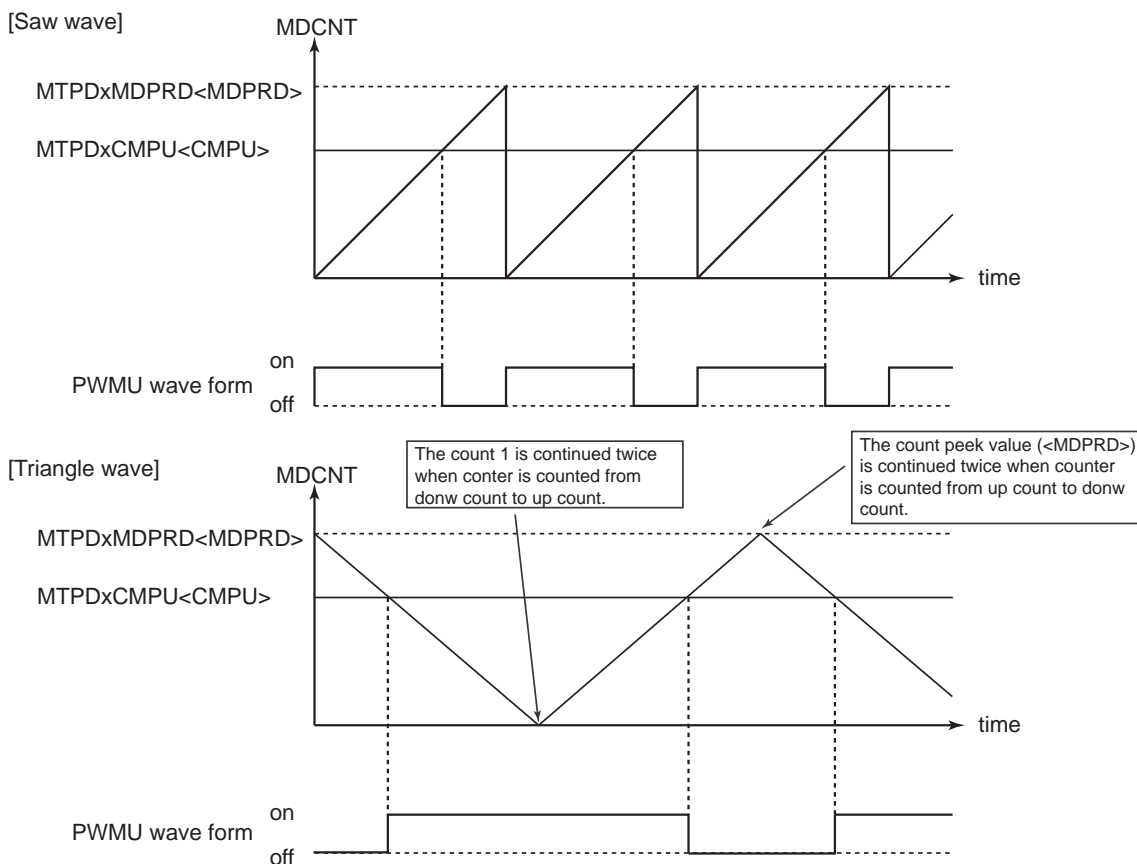 [Saw wave]
MDCNT
MTPDxMDPRD<MDPRD>
MTPDxCMPU<CMPU>
time
on
PWMU wave form
off
[Triangle wave]
MDCNT
The count 1 is continued twice
when conter is counted from
donw count to up count.
The count peek value (<MDPRD>)
is continued twice when counter
is counted from up count to donw
count.
MTPDxMDPRD<MDPRD>
MTPDxCMPU<CMPU>
time
on
PWMU wave form
off